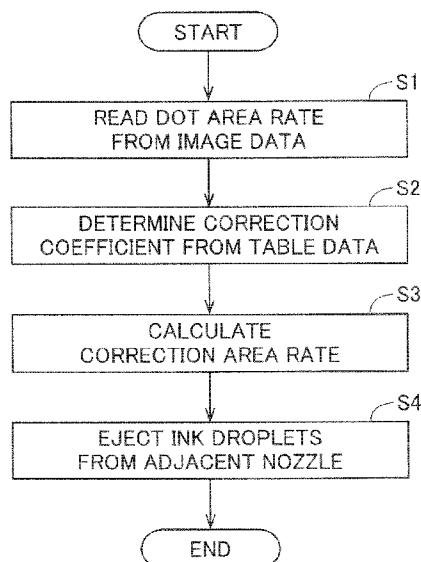 START
S1
READ DOT AREA RATE
FROM IMAGE DATA
S2
DETERMINE CORRECTION
COEFFICIENT FROM TABLE DATA
S3
CALCULATE
CORRECTION AREA RATE
S4
EJECT INK DROPLETS
FROM ADJACENT NOZZLE
END